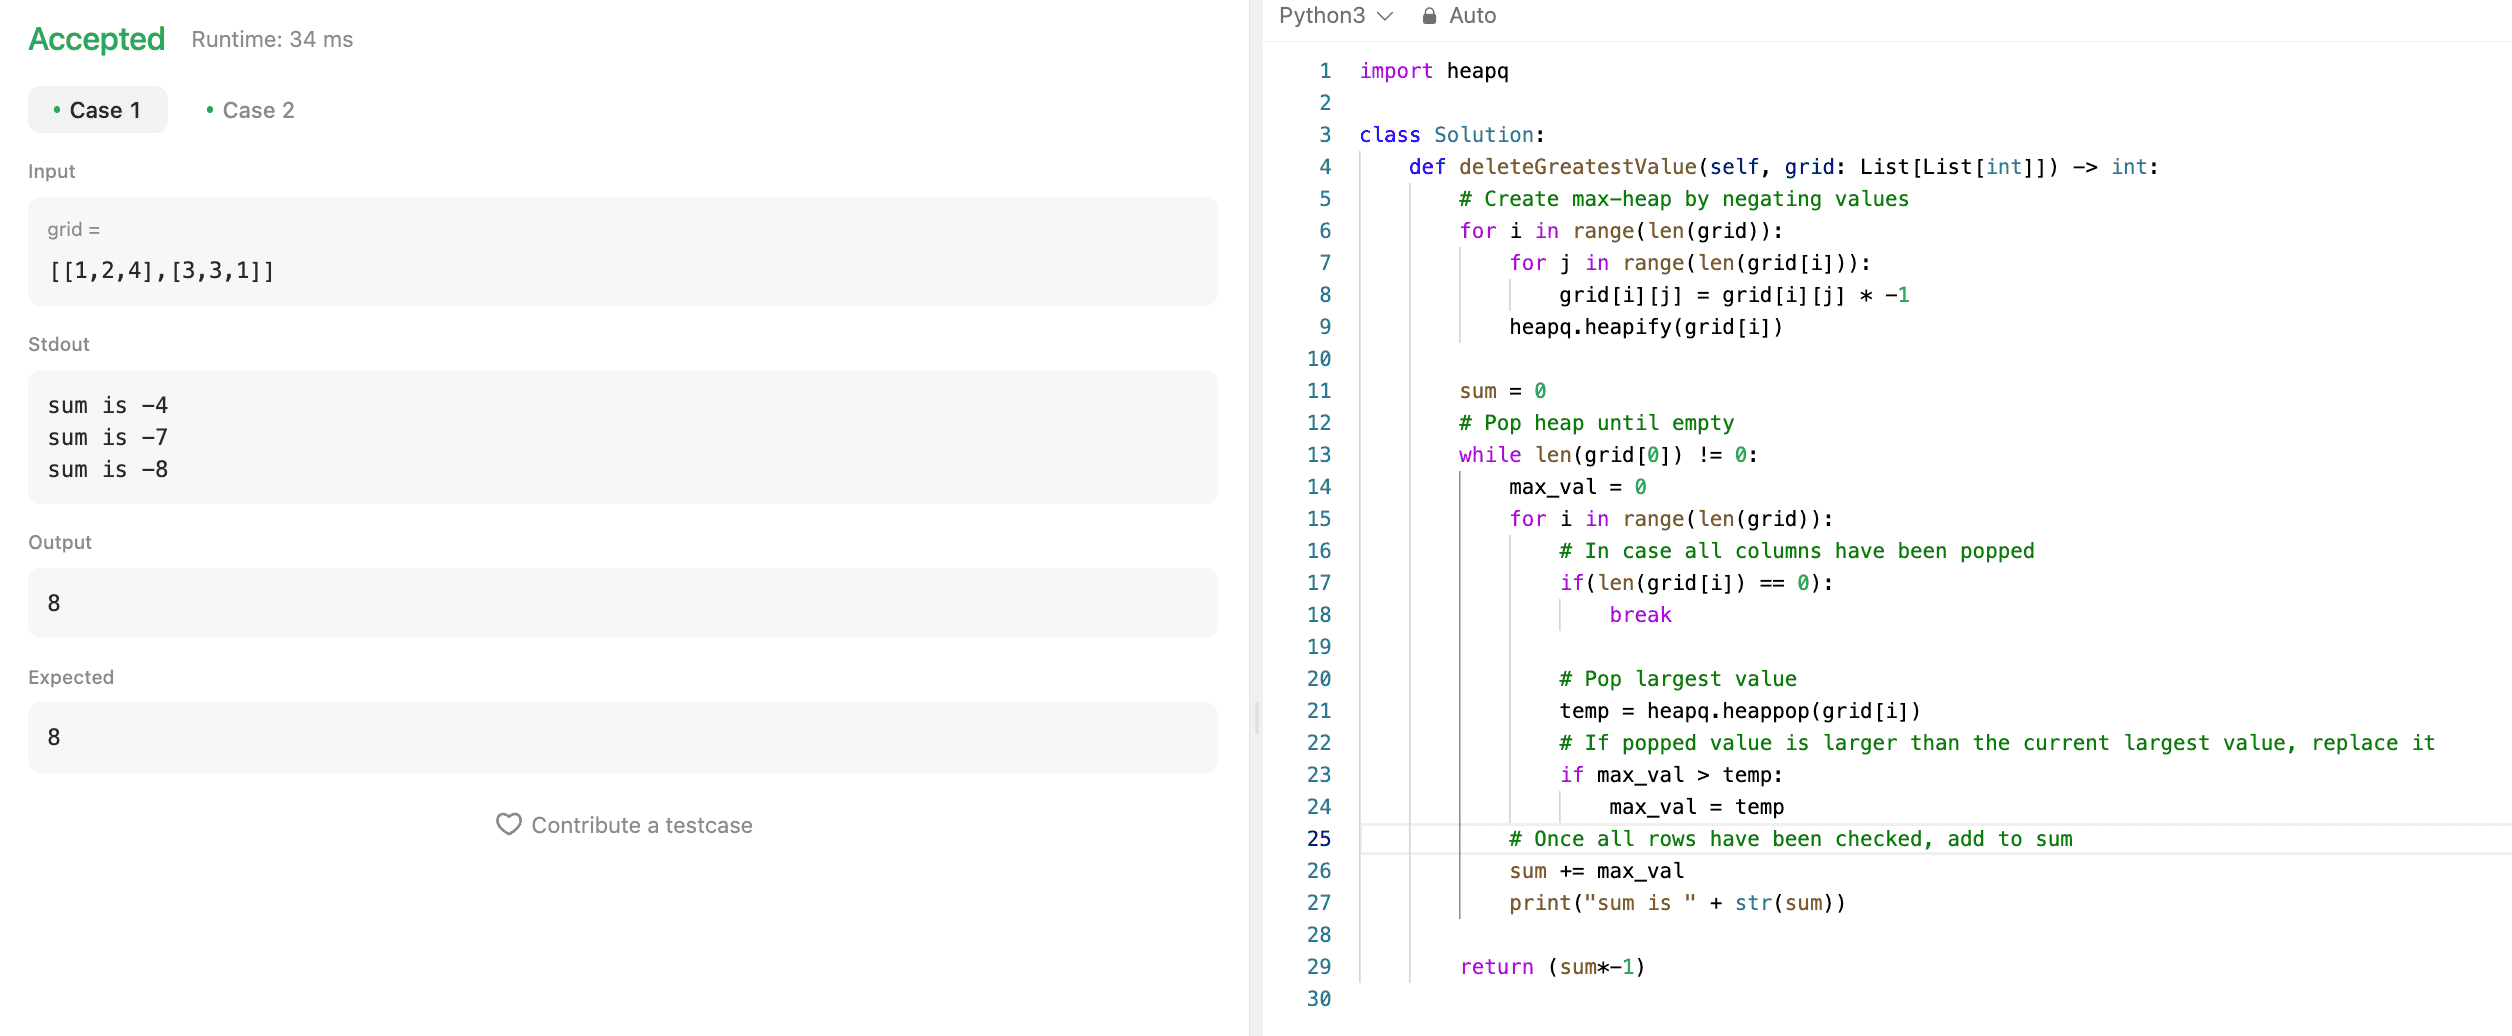 Accepted Runtime: 34 ms
Case 1 Case 2
Input
grid =
[[1,2,4],[3,3,1]]
Stdout
sum is -4
sum is -7
sum is -8
Output
8
Expected
8
Contribute a testcase
Python3 Auto
1 import heapq
2
3 class Solution:
4     def deleteGreatestValue(self, grid: List[List[int]]) -> int:
5         # Create max-heap by negating values
6         for i in range(len(grid)):
7             for j in range(len(grid[i])):
8                 grid[i][j] = grid[i][j] * -1
9             heapq.heapify(grid[i])
10
11         sum = 0
12         # Pop heap until empty
13         while len(grid[0]) != 0:
14             max_val = 0
15             for i in range(len(grid)):
16                 # In case all columns have been popped
17                 if(len(grid[i]) == 0):
18                     break
19
20                 # Pop largest value
21                 temp = heapq.heappop(grid[i])
22                 # If popped value is larger than the current largest value, replace it
23                 if max_val > temp:
24                     max_val = temp
25             # Once all rows have been checked, add to sum
26             sum += max_val
27             print("sum is " + str(sum))
28
29         return (sum*-1)
30